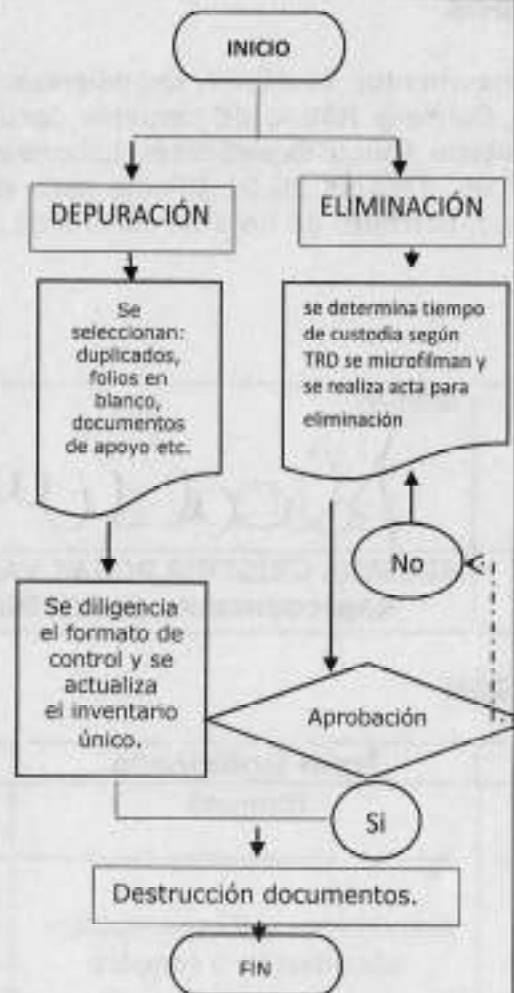 INICIO
DEPURACIÓN
ELIMINACIÓN
Se
seleccionan:
duplicados,
folios en
blanco,
documentos
de apoyo etc.
se determina tiempo
de custodia según
TRD se microfilman y
se realiza acta para
eliminación
No
Se diligencia
el formato de
control y se
actualiza
el inventario
único.
Aprobación
Si
Destrucción documentos.
FIN